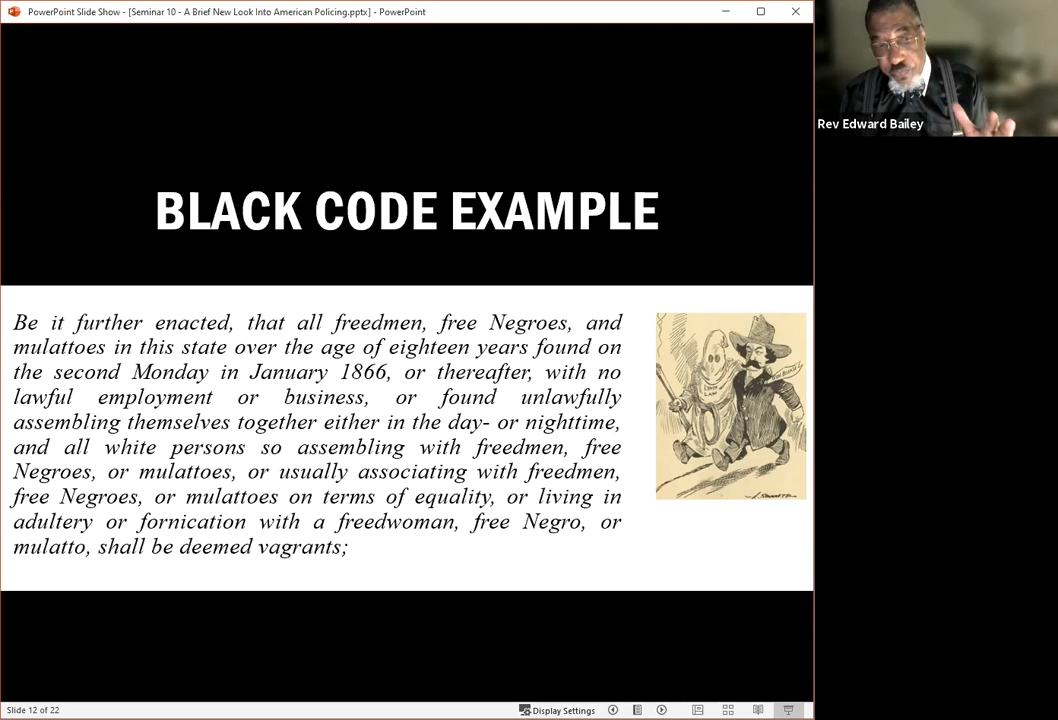 PowerPoint Slide Show - [Seminar 10 - A Brief New Look Into American Policing.pptx] - PowerPoint
Rev Edward Bailey
BLACK CODE EXAMPLE
Be it further enacted, that all freedmen, free Negroes, and
mulattoes in this state over the age of eighteen years found on
the second Monday in January 1866, or thereafter, with no
lawful employment or business, or found unlawfully
assembling themselves together either in the day- or nighttime,
and all white persons so assembling with freedmen, free
Negroes, or mulattoes, or usually associating with freedmen,
free Negroes, or mulattoes on terms of equality, or living in
adultery or fornication with a freedwoman, free Negro, or
mulatto, shall be deemed vagrants;
Slide 12 of 22
Display Settings